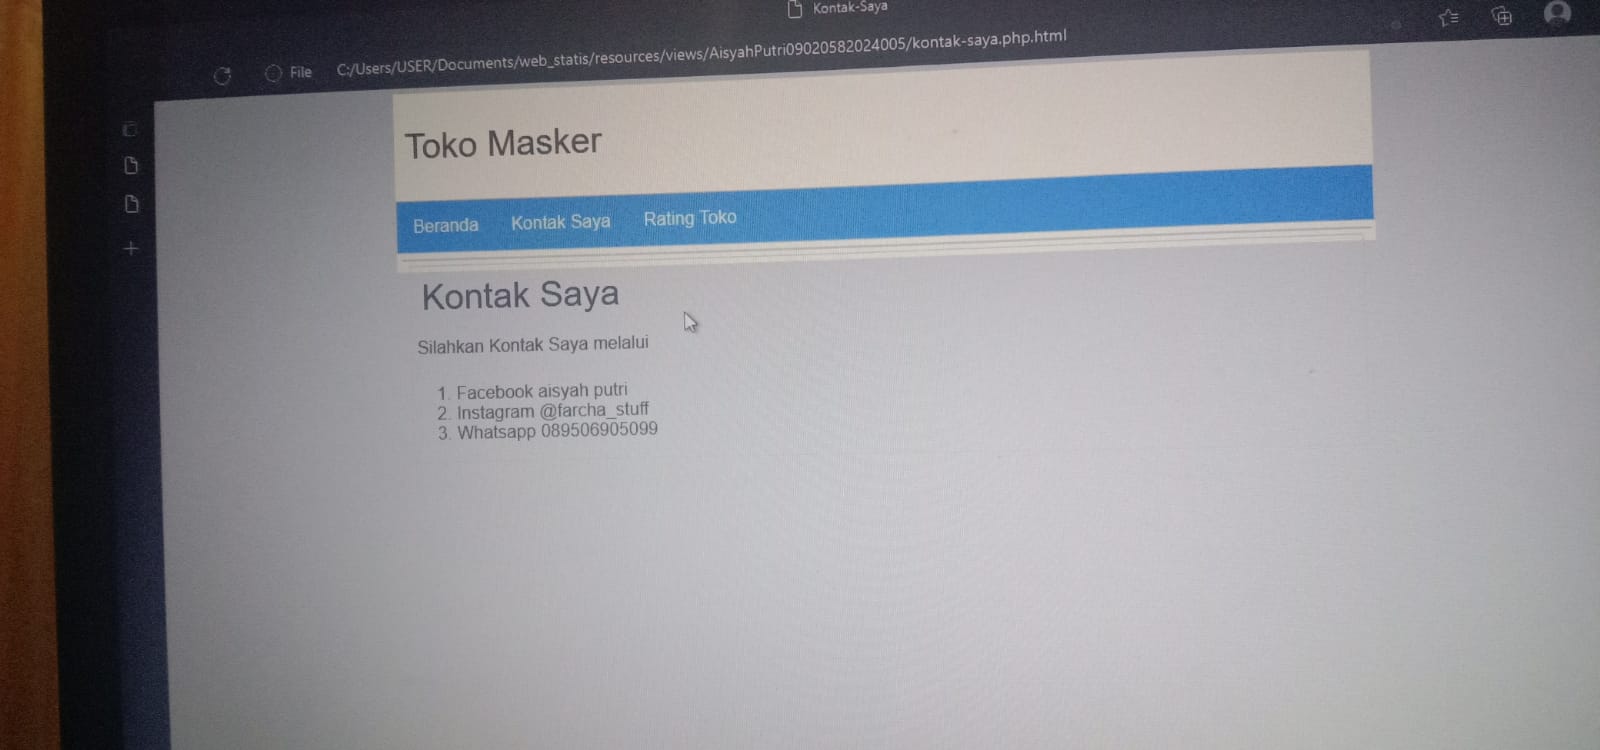 Kontak-Saya
File C:/Users/USER/Documents/web_statis/resources/views/AisyahPutri09020582024005/kontak-saya.php.html
Toko Masker
Beranda Kontak Saya Rating Toko
Kontak Saya
Silahkan Kontak Saya melalui
1. Facebook aisyah putri
2. Instagram @farcha_stuff
3. Whatsapp 089506905099